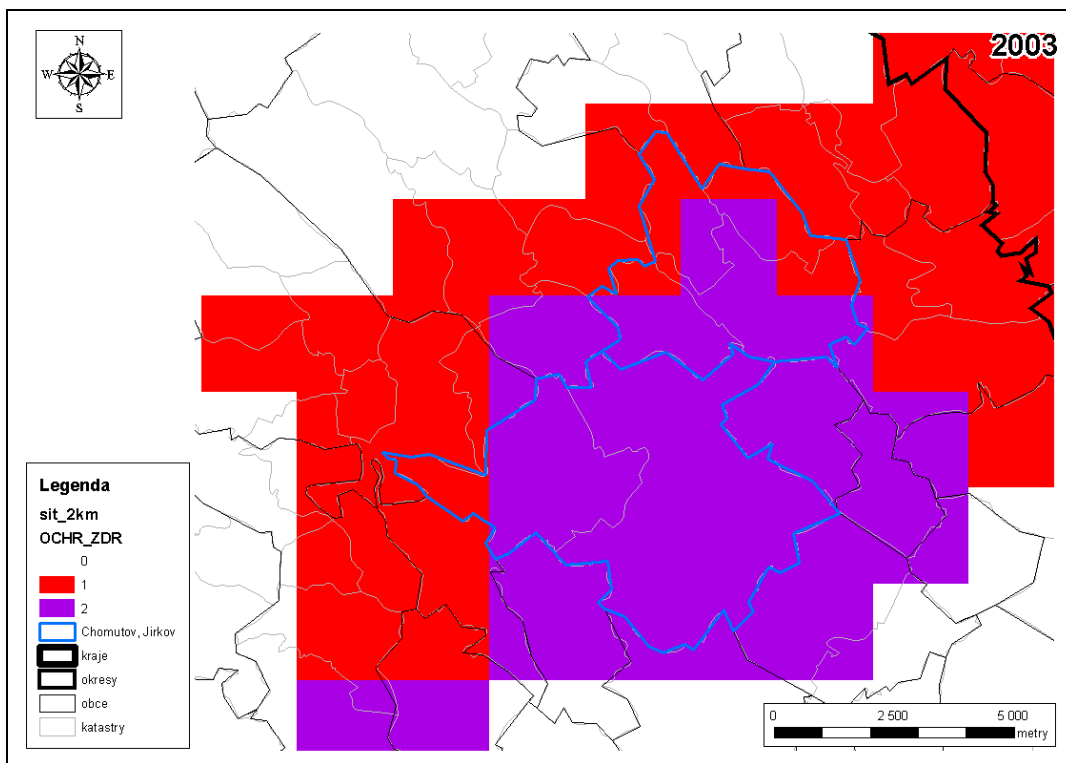 2003
N
W E
S
Legenda
sit_2km
OCHR_ZDR
0
1
2
Chomutov, Jirkov
kraje
okresy
obce
katastry
0 2 500 5 000
metry